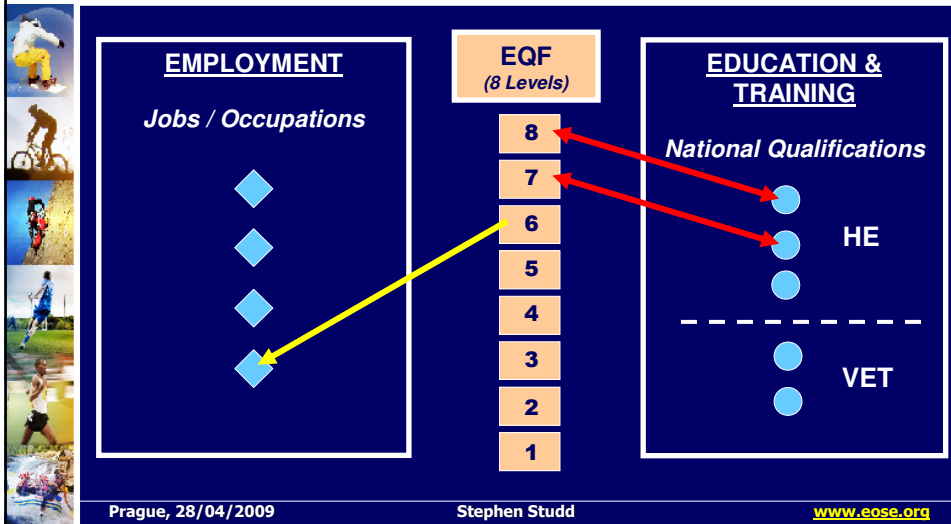 EMPLOYMENT
Jobs / Occupations
EQF
(8 Levels)
8
7
6
5
4
3
2
1
EDUCATION &
TRAINING
National Qualifications
HE
VET
Prague, 28/04/2009
Stephen Studd
www.eose.org